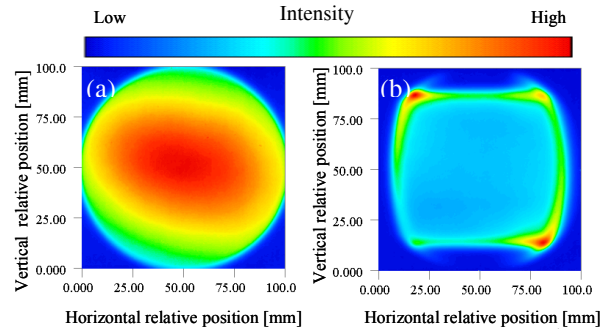 Intensity
Low
High
(a)
Vertical relative position [mm]
100.0
75.00
50.00
25.00
0.000
0.000 25.00 50.00 75.00 100.0
Horizontal relative position [mm]
(b)
Vertical relative position [mm]
100.0
75.00
50.00
25.00
0.000
0.000 25.00 50.00 75.00 100.0
Horizontal relative position [mm]